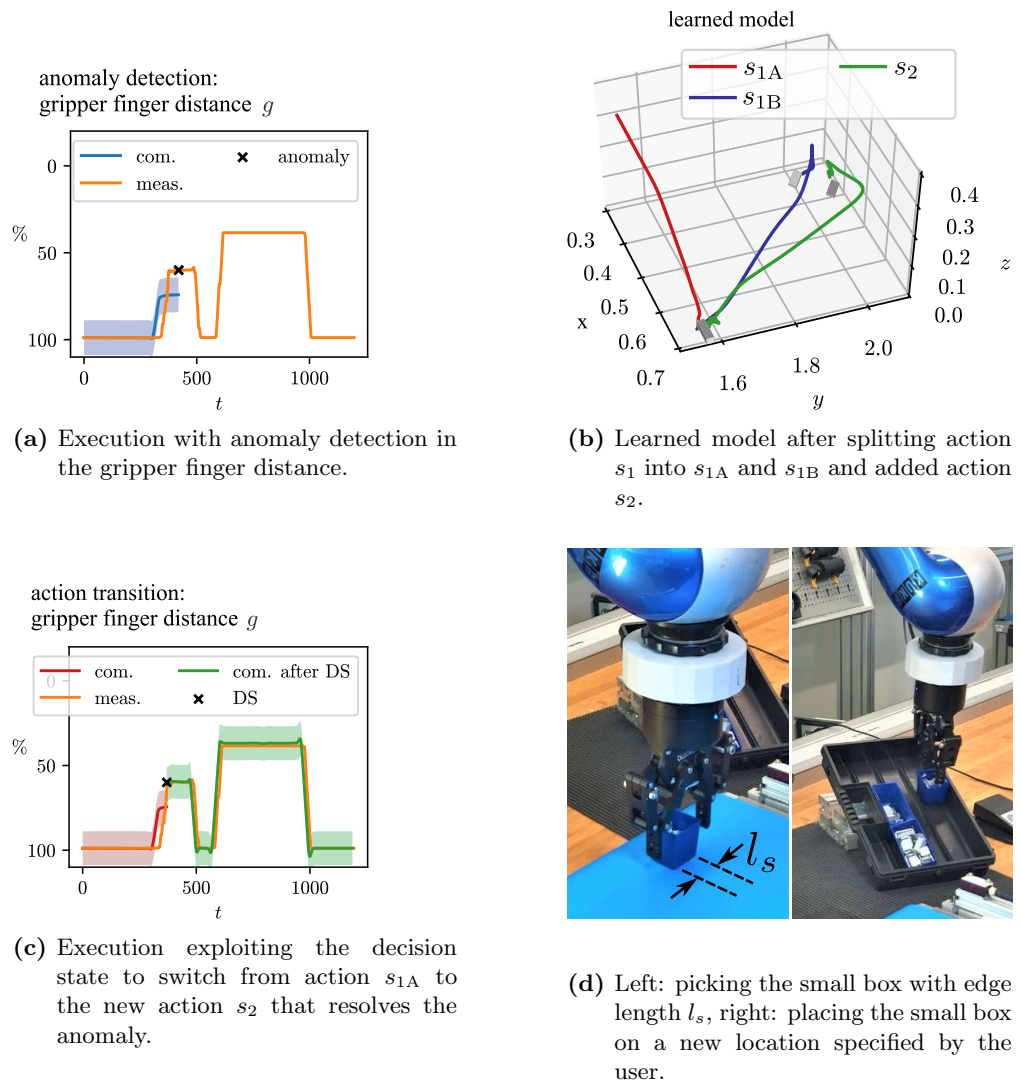 learned model
s1A
s2
s1B
0.4
0.3
0.2
0.1
0.0
z
0.3
0.4
0.5
0.6
0.7
x
1.6
1.8
2.0
y
anomaly detection:
gripper finger distance g
com.
anomaly
meas.
0
50
100
%
0
500
1000
t
(a) Execution with anomaly detection in
the gripper finger distance.
(b) Learned model after splitting action
s1 into s1A and s1B and added action
s2.
action transition:
gripper finger distance g
com.
com. after DS
meas.
DS
0
50
100
%
0
500
1000
t
KUKA
ls
(c) Execution exploiting the decision
state to switch from action s1A to
the new action s2 that resolves the
anomaly.
(d) Left: picking the small box with edge
length ls, right: placing the small box
on a new location specified by the
user.